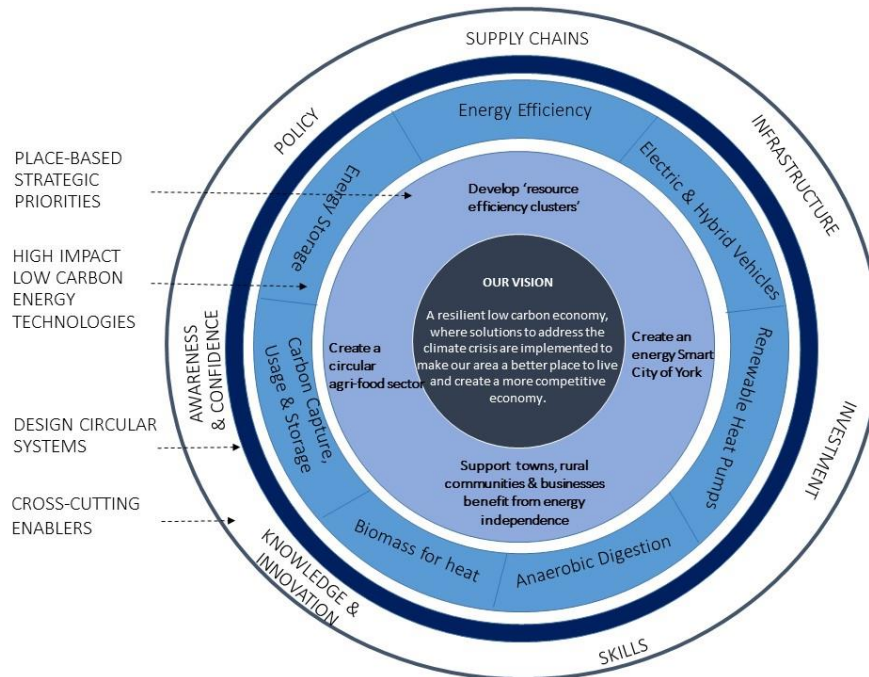 SUPPLY CHAINS
INFRASTRUCTURE
INVESTMENT
SKILLS
KNOWLEDGE &
INNOVATION
AWARENESS
& CONFIDENCE
POLICY
Energy Efficiency
Electric & Hybrid Vehicles
Renewable Heat Pumps
Anaerobic Digestion
Biomass for heat
Carbon Capture,
Usage & Storage
Energy Storage
PLACE-BASED
STRATEGIC
PRIORITIES
HIGH IMPACT
LOW CARBON
ENERGY
TECHNOLOGIES
DESIGN CIRCULAR
SYSTEMS
CROSS-CUTTING
ENABLERS
Develop 'resource
efficiency clusters'
Create an
energy Smart
City of York
Support towns, rural
communities & businesses
benefit from energy
independence
Create a
circular
agri-food sector
OUR VISION
A resilient low carbon economy,
where solutions to address the
climate crisis are implemented to
make our area a better place to live
and create a more competitive
economy.